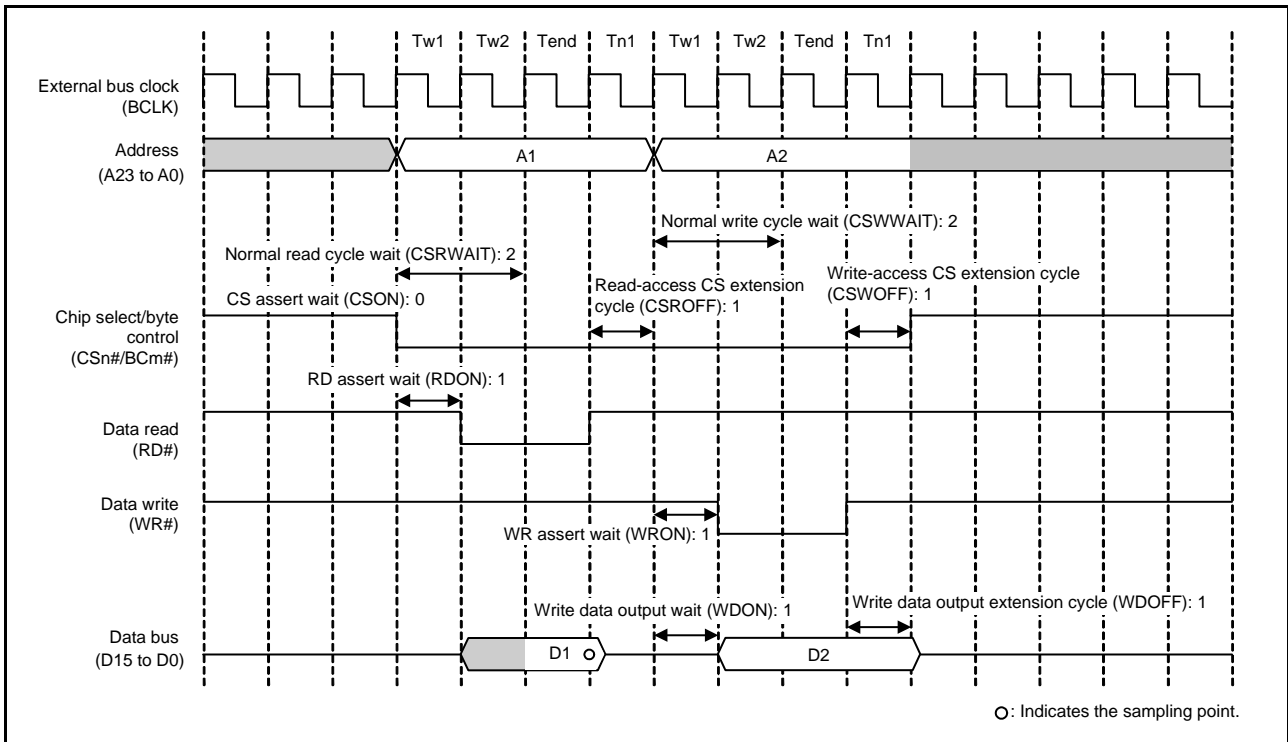 Tw1 Tw2 Tend Tn1 Tw1 Tw2 Tend Tn1
External bus clock
(BCLK)
Address
(A23 to A0)
A1
A2
Normal write cycle wait (CSWWAIT): 2
Normal read cycle wait (CSRWAIT): 2
Read-access CS extension
cycle (CSROFF): 1
Write-access CS extension cycle
(CSWOFF): 1
CS assert wait (CSON): 0
Chip select/byte
control
(CSn#/BCm#)
RD assert wait (RDON): 1
Data read
(RD#)
Data write
(WR#)
WR assert wait (WRON): 1
Write data output wait (WDON): 1
Write data output extension cycle (WDOFF): 1
Data bus
(D15 to D0)
D1
D2
: Indicates the sampling point.